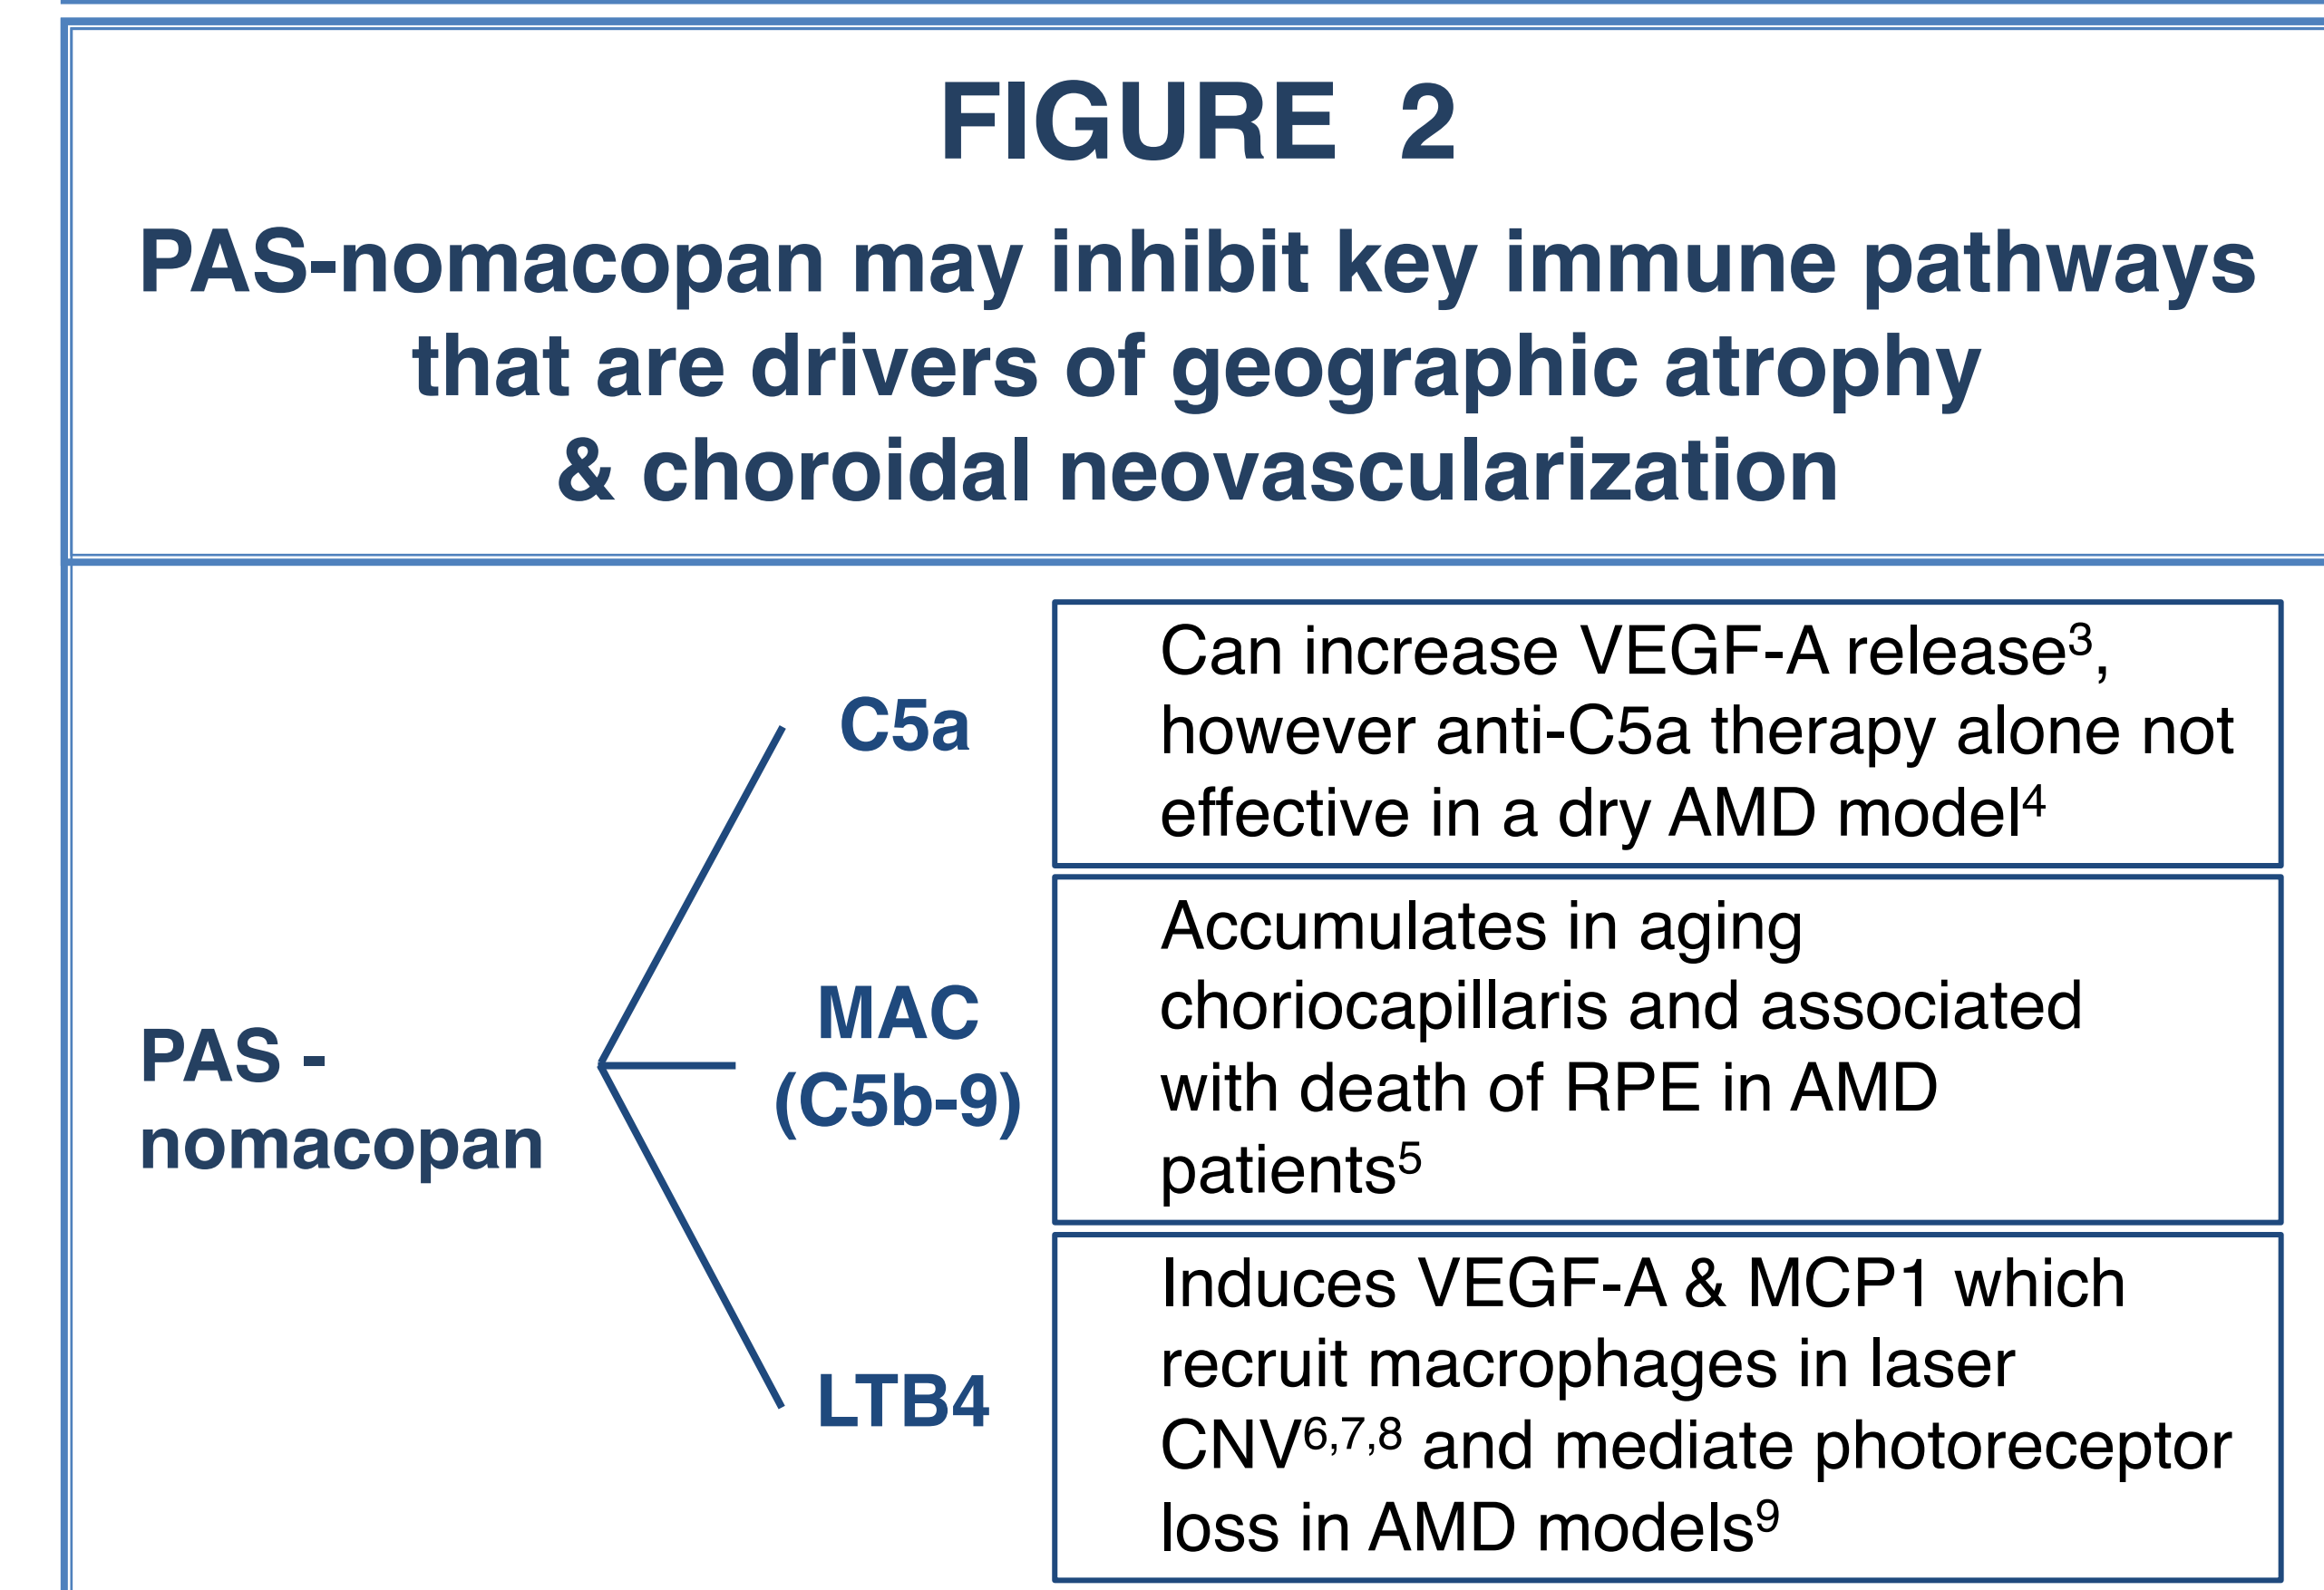 FIGURE 2
PAS-nomacopan may inhibit key immune pathways
that are drivers of geographic atrophy
& choroidal neovascularization
PAS -
nomacopan
C5a
Can increase VEGF-A release³,
however anti-C5a therapy alone not
effective in a dry AMD model⁴
MAC
(C5b-9)
Accumulates in aging
choriocapillaris and associated
with death of RPE in AMD
patients⁵
LTB4
Induces VEGF-A & MCP1 which
recruit macrophages in laser
CNV⁶,⁷,⁸ and mediate photoreceptor
loss in AMD models⁹